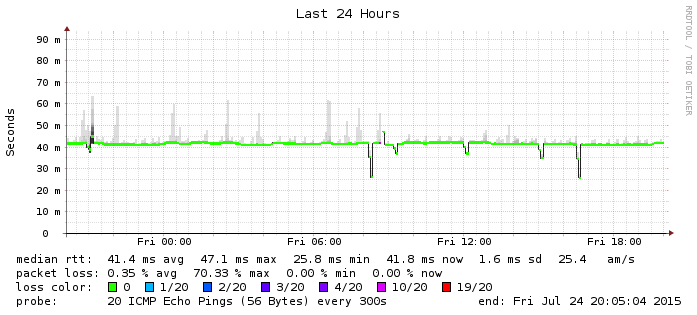 Last 24 Hours
RRDTOOL / TOBI OETIKER
Seconds
90 m
80 m
70 m
60 m
50 m
40 m
30 m
20 m
10 m
0
Fri 00:00 Fri 06:00 Fri 12:00 Fri 18:00
median rtt: 41.4 ms avg 47.1 ms max 25.8 ms min 41.8 ms now 1.6 ms sd 25.4 am/s
packet loss: 0.35 % avg 70.33 % max 0.00 % min 0.00 % now
loss color: 0 1/20 2/20 3/20 4/20 10/20 19/20
probe: 20 ICMP Echo Pings (56 Bytes) every 300s end: Fri Jul 24 20:05:04 2015